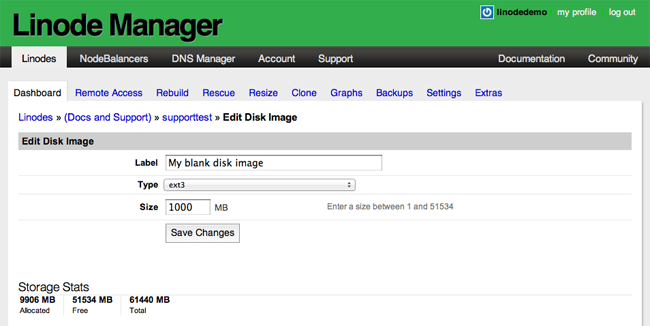 linodedemo my profile log out
Linode Manager
Linodes NodeBalancers DNS Manager Account Support Documentation Community
Dashboard Remote Access Rebuild Rescue Resize Clone Graphs Backups Settings Extras
Linodes » (Docs and Support) » supporttest » Edit Disk Image
Edit Disk Image
Label My blank disk image
Type ext3
Size 1000 MB Enter a size between 1 and 51534
Save Changes
Storage Stats
9906 MB 51534 MB 61440 MB
Allocated Free Total